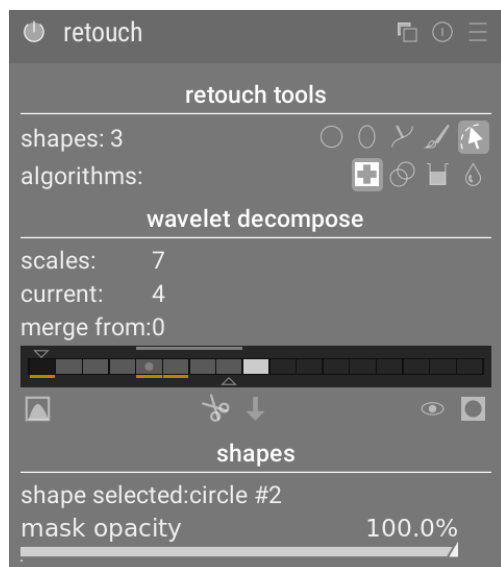 retouch
retouch tools
shapes: 3
algorithms:
wavelet decompose
scales: 7
current: 4
merge from:0
shapes
shape selected:circle #2
mask opacity 100.0%